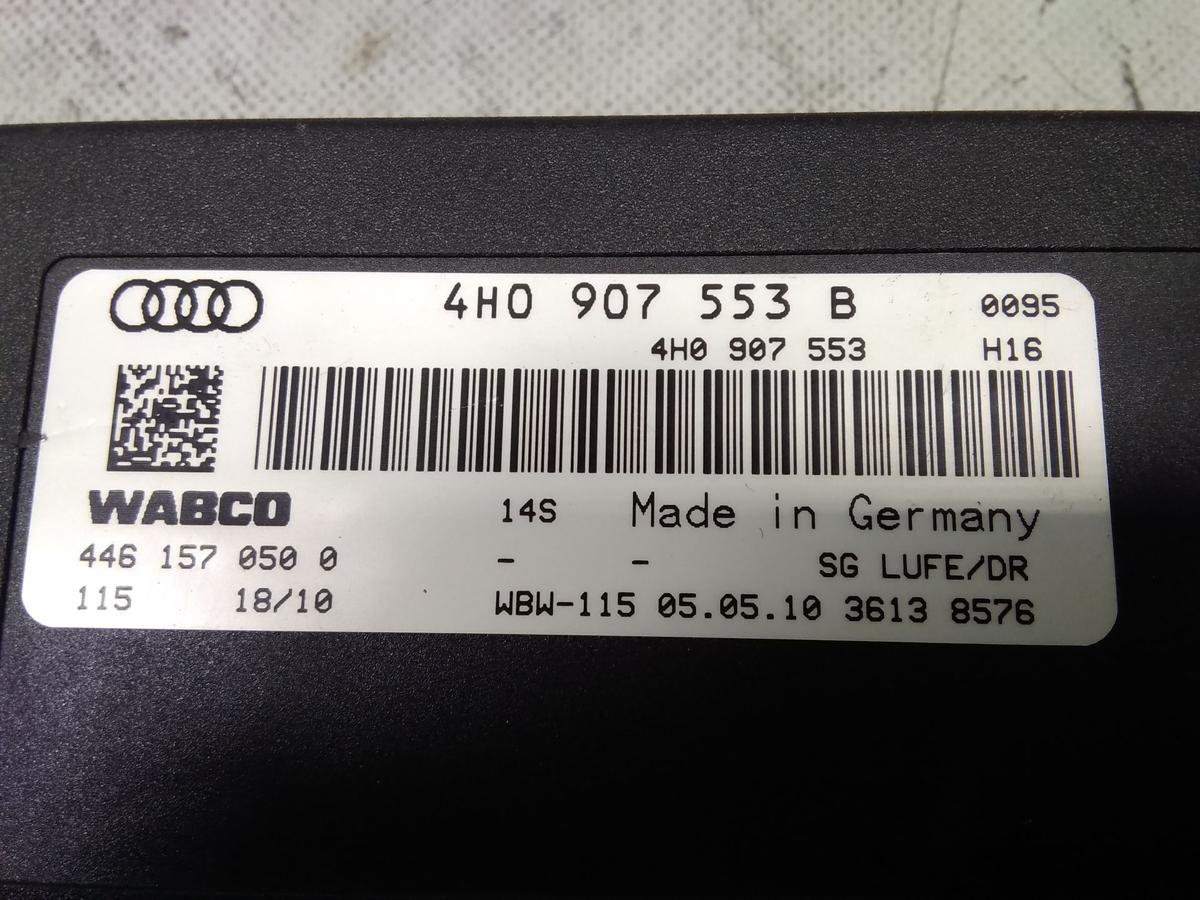 4H0 907 553 B 0095
4H0 907 553 H16
WABCO 14S Made in Germany
446 157 050 0 - - SG LUFE/DR
115 18/10 WBW-115 05.05.10 3613 8576